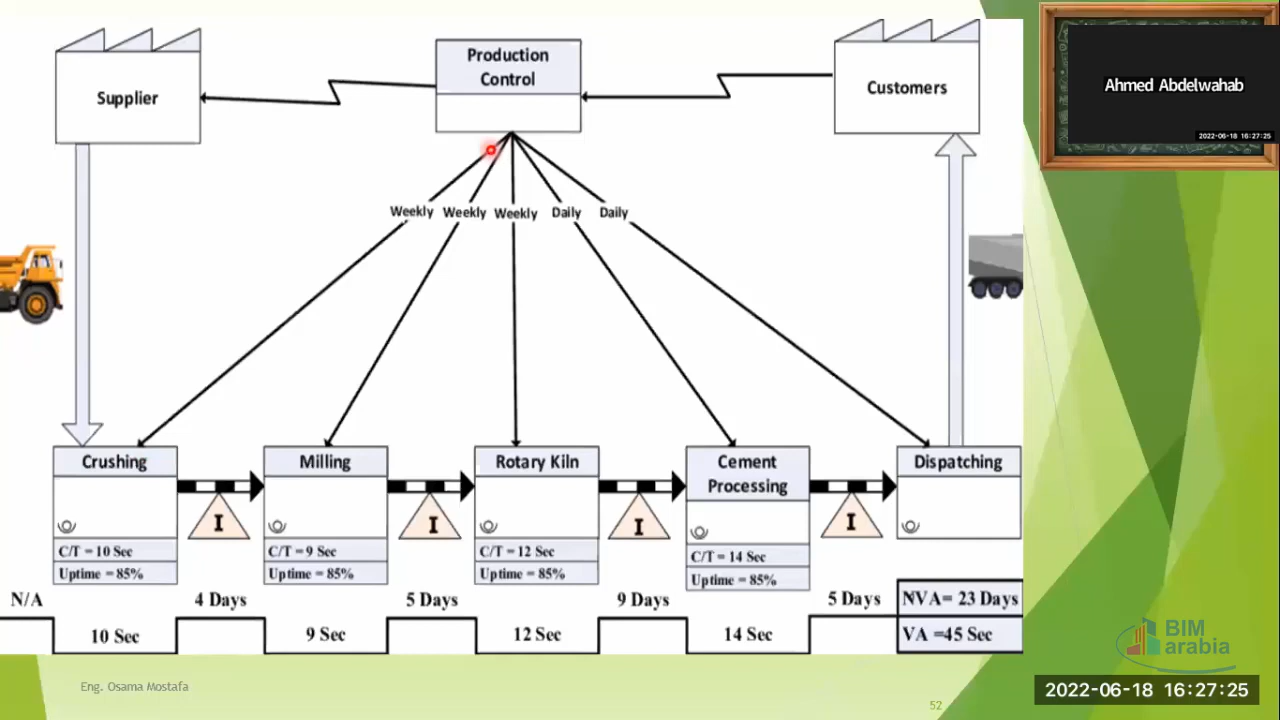 Production
Control
Supplier
Customers
Ahmed Abdelwahab
2022-06-18 16:27:25
Weekly Weekly Weekly Daily Daily
Crushing
Milling
Rotary Kiln
Cement
Processing
Dispatching
I
I
I
I
C/T = 10 Sec
Uptime = 85%
C/T = 9 Sec
Uptime = 85%
C/T = 12 Sec
Uptime = 85%
C/T = 14 Sec
Uptime = 85%
N/A
4 Days
5 Days
9 Days
5 Days
NVA= 23 Days
10 Sec
9 Sec
12 Sec
14 Sec
VA =45 Sec
BIM
arabia
Eng. Osama Mostafa
52
2022-06-18 16:27:25